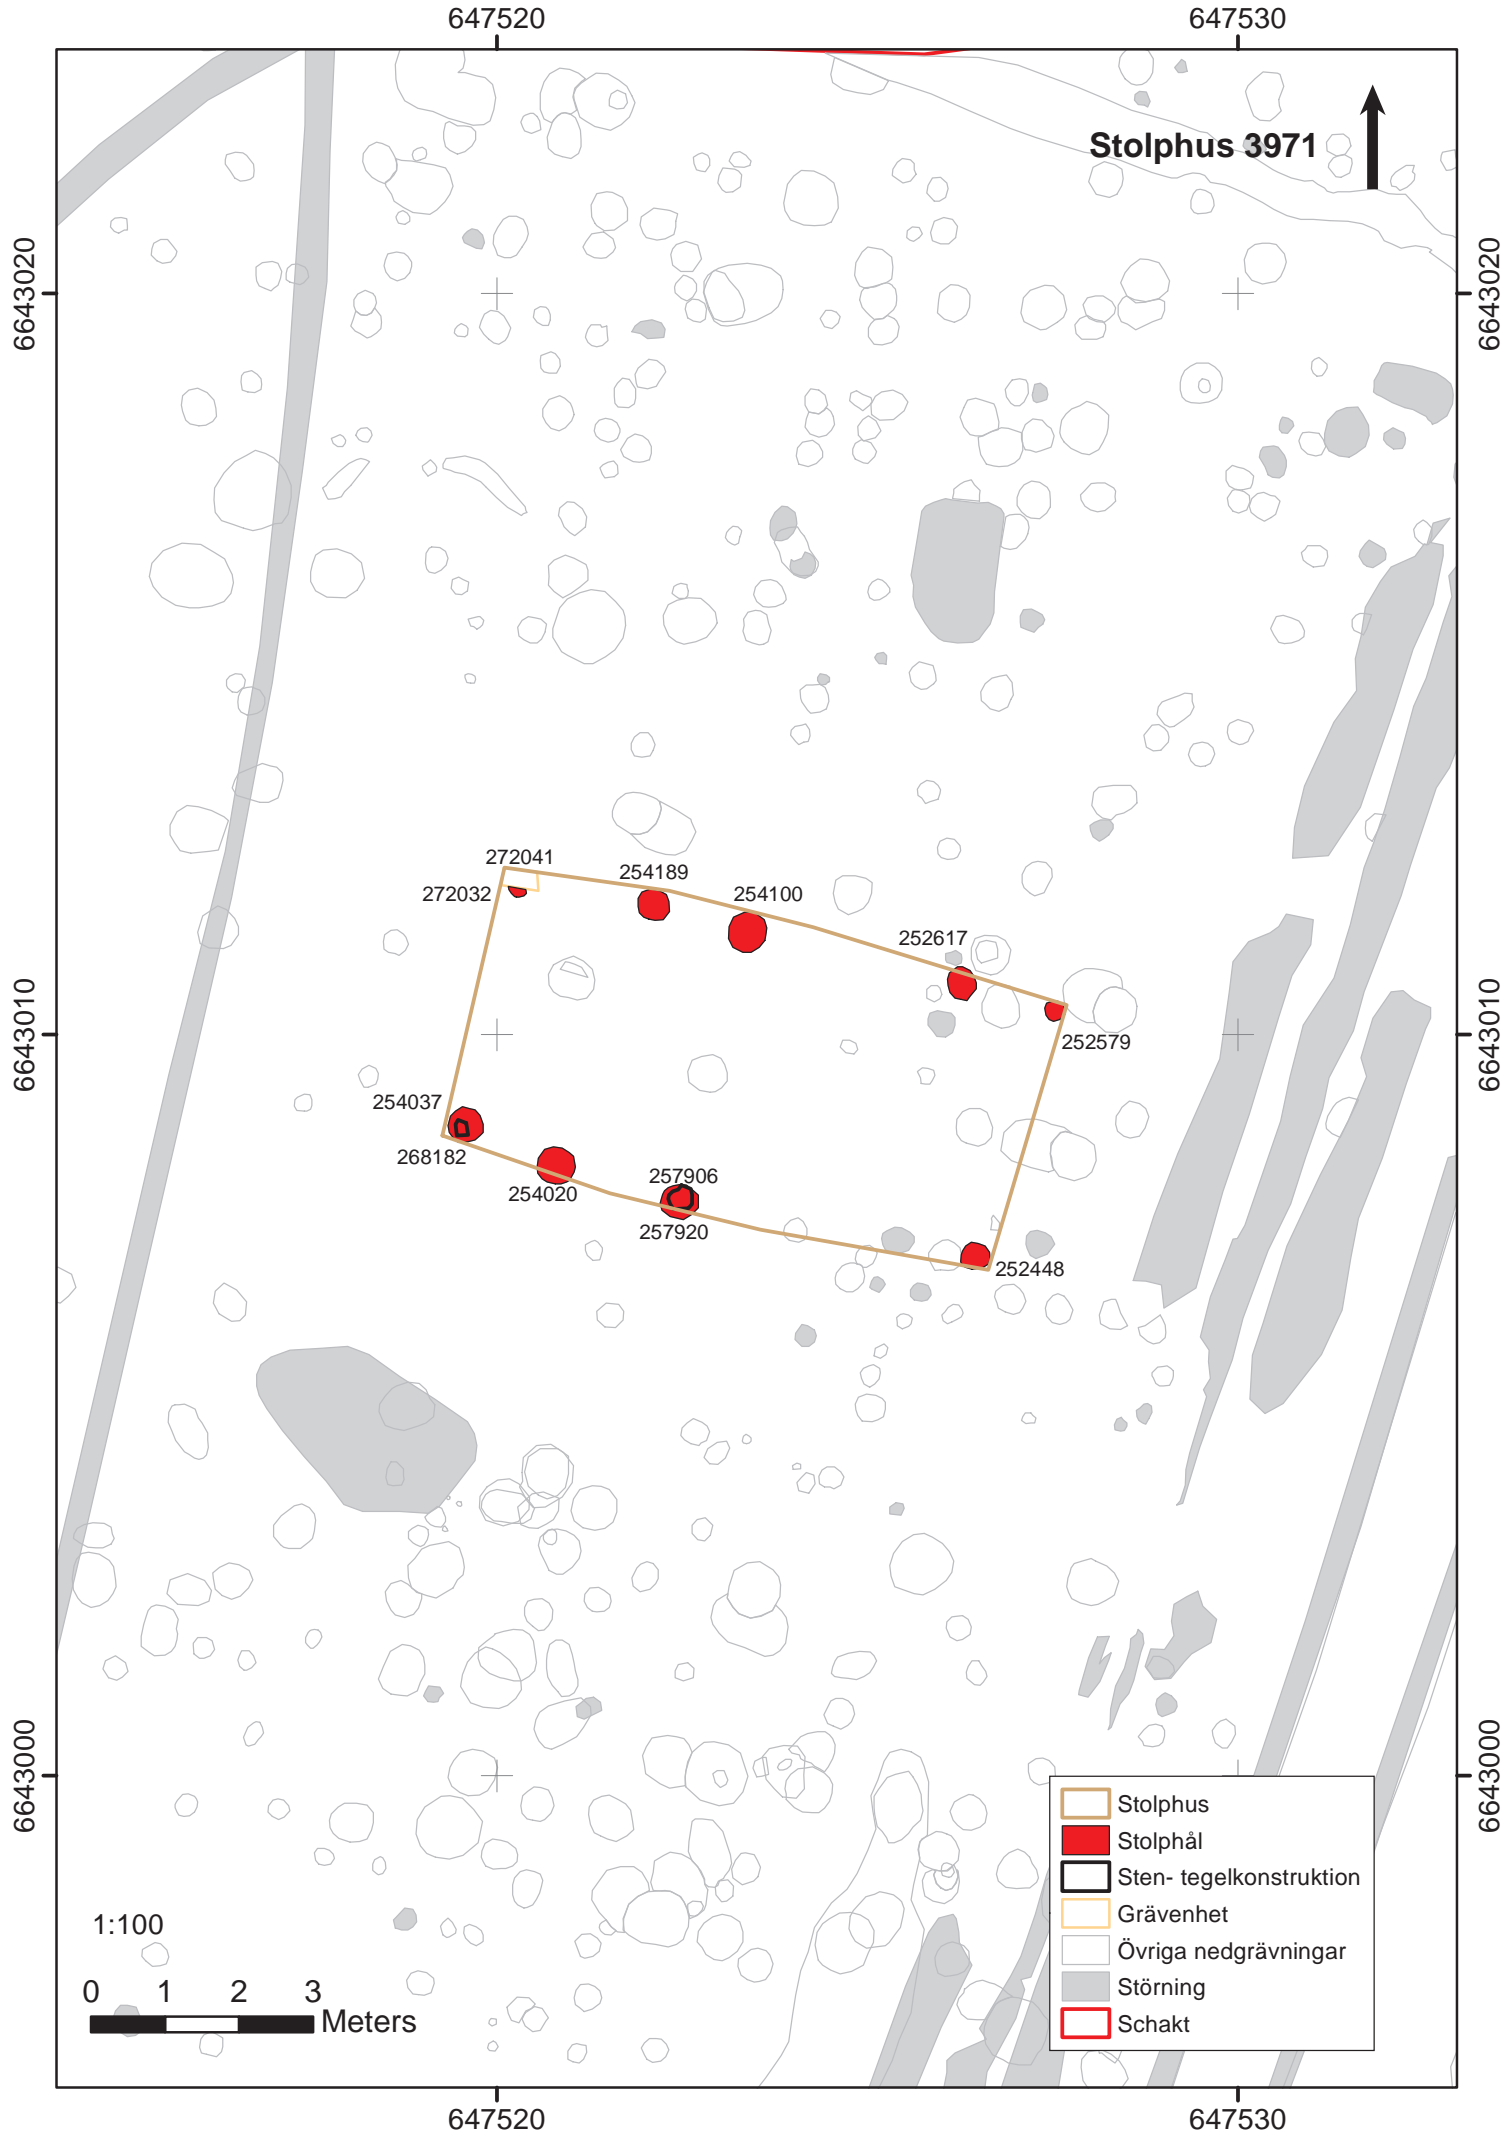 647520
647530
Stolphus 3971
6643020
6643020
272041
254189
272032
254100
252617
6643010
6643010
252579
254037
268182
257906
254020
257920
252448
6643000
6643000
Stolphus
Stolphål
Sten- tegelkonstruktion
Grävenhet
Övriga nedgrävningar
Störning
Schakt
1:100
0 1 2 3
Meters
647520
647530